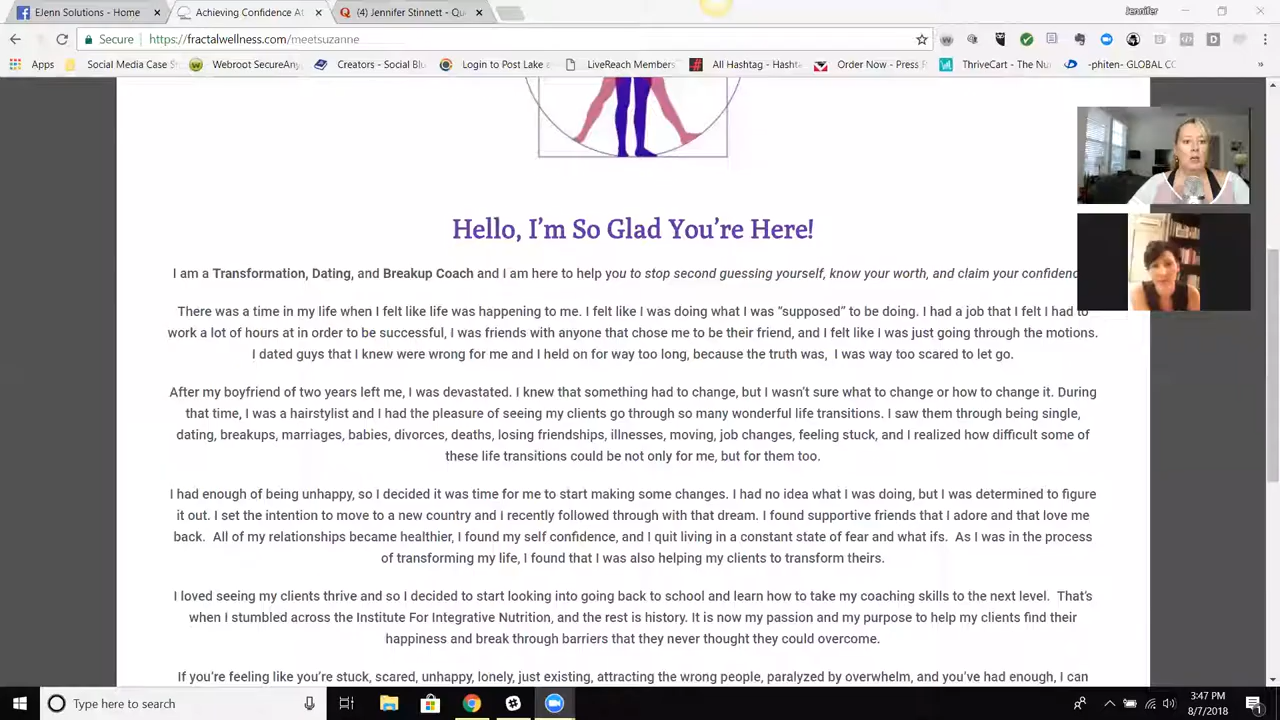 Jennifer
EJenn Solutions - Home
Achieving Confidence At
(4) Jennifer Stinnett - Qu
Secure
https://fractalwellness.com/meetsuzanne
Apps
Social Media Case S
Webroot SecureAny
Creators - Social Bl
Login to Post Lake
LiveReach Members
All Hashtag - Hasht
Order Now - Press R
ThriveCart - The Nu
-phiten- GLOBAL C
»
Hello, I’m So Glad You’re Here!
I am a Transformation, Dating, and Breakup Coach and I am here to help you to stop second guessing yourself, know your worth, and claim your confidenc
There was a time in my life when I felt like life was happening to me. I felt like I was doing what I was “supposed” to be doing. I had a job that I felt I had to
work a lot of hours at in order to be successful, I was friends with anyone that chose me to be their friend, and I felt like I was just going through the motions.
I dated guys that I knew were wrong for me and I held on for way too long, because the truth was, I was way too scared to let go.
After my boyfriend of two years left me, I was devastated. I knew that something had to change, but I wasn’t sure what to change or how to change it. During
that time, I was a hairstylist and I had the pleasure of seeing my clients go through so many wonderful life transitions. I saw them through being single,
dating, breakups, marriages, babies, divorces, deaths, losing friendships, illnesses, moving, job changes, feeling stuck, and I realized how difficult some of
these life transitions could be not only for me, but for them too.
I had enough of being unhappy, so I decided it was time for me to start making some changes. I had no idea what I was doing, but I was determined to figure
it out. I set the intention to move to a new country and I recently followed through with that dream. I found supportive friends that I adore and that love me
back. All of my relationships became healthier, I found my self confidence, and I quit living in a constant state of fear and what ifs. As I was in the process
of transforming my life, I found that I was also helping my clients to transform theirs.
I loved seeing my clients thrive and so I decided to start looking into going back to school and learn how to take my coaching skills to the next level. That’s
when I stumbled across the Institute For Integrative Nutrition, and the rest is history. It is now my passion and my purpose to help my clients find their
happiness and break through barriers that they never thought they could overcome.
If you’re feeling like you’re stuck, scared, unhappy, lonely, just existing, attracting the wrong people, paralyzed by overwhelm, and you’ve had enough, I can
Type here to search
3:47 PM
8/7/2018